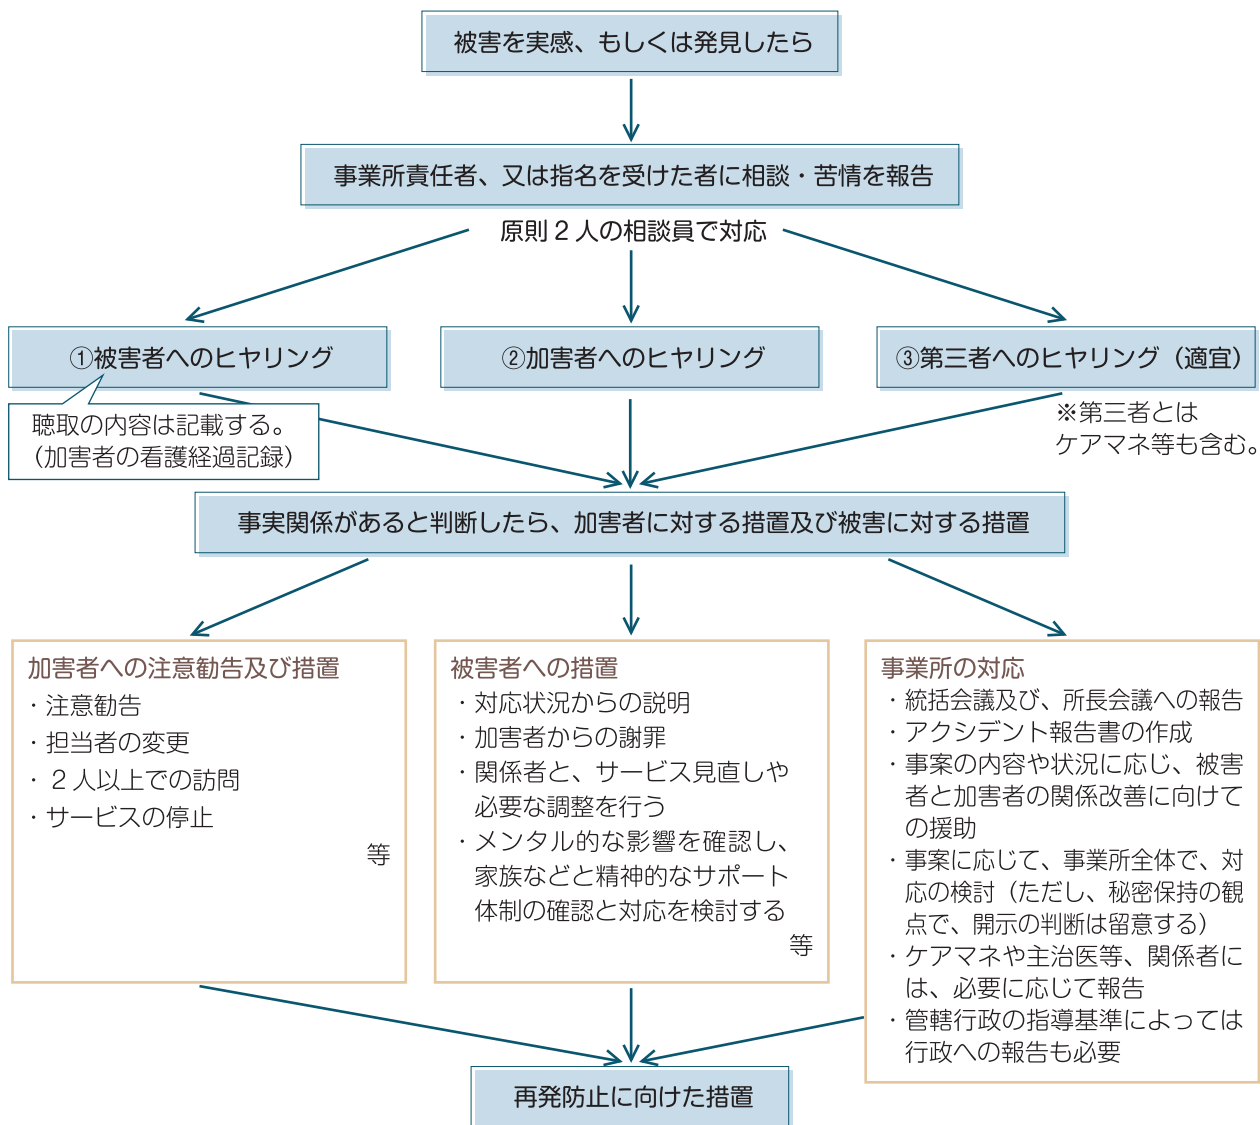 被害を実感、もしくは発見したら
事業所責任者、又は指名を受けた者に相談・苦情を報告
原則２人の相談員で対応
①被害者へのヒヤリング
②加害者へのヒヤリング
③第三者へのヒヤリング（適宜）
聴取の内容は記載する。
（加害者の看護経過記録）
※第三者とは
ケアマネ等も含む。
事実関係があると判断したら、加害者に対する措置及び被害に対する措置
加害者への注意勧告及び措置
・注意勧告
・担当者の変更
・２人以上での訪問
・サービスの停止
等
被害者への措置
・対応状況からの説明
・加害者からの謝罪
・関係者と、サービス見直しや
必要な調整を行う
・メンタル的な影響を確認し、
家族などと精神的なサポート
体制の確認と対応を検討する
等
事業所の対応
・統括会議及び、所長会議への報告
・アクシデント報告書の作成
・事案の内容や状況に応じ、被害
者と加害者の関係改善に向けて
の援助
・事案に応じて、事業所全体で、対
応の検討（ただし、秘密保持の観
点で、開示の判断は留意する）
・ケアマネや主治医等、関係者に
は、必要に応じて報告
・管轄行政の指導基準によっては
行政への報告も必要
再発防止に向けた措置